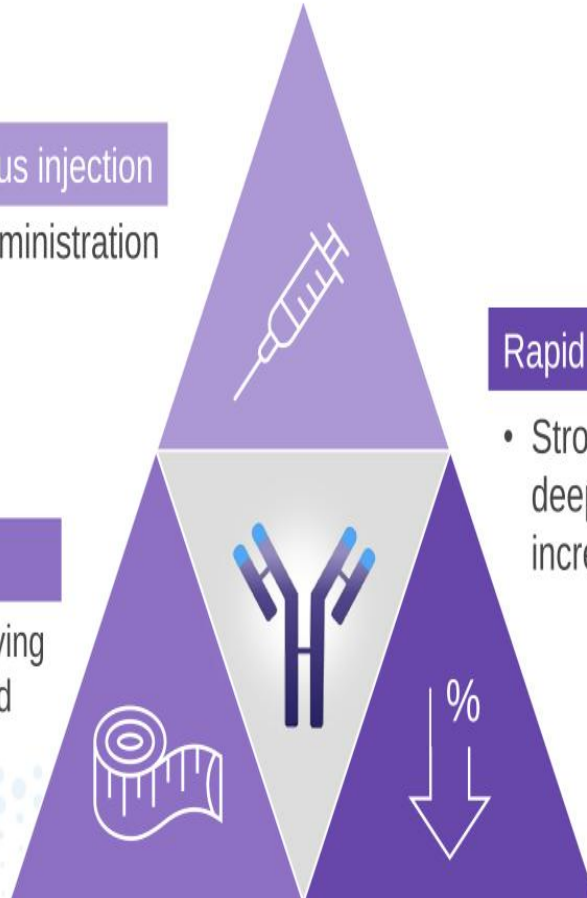 us injection
ministration
Rapid
• Stro
deep
incre
ving
d
%